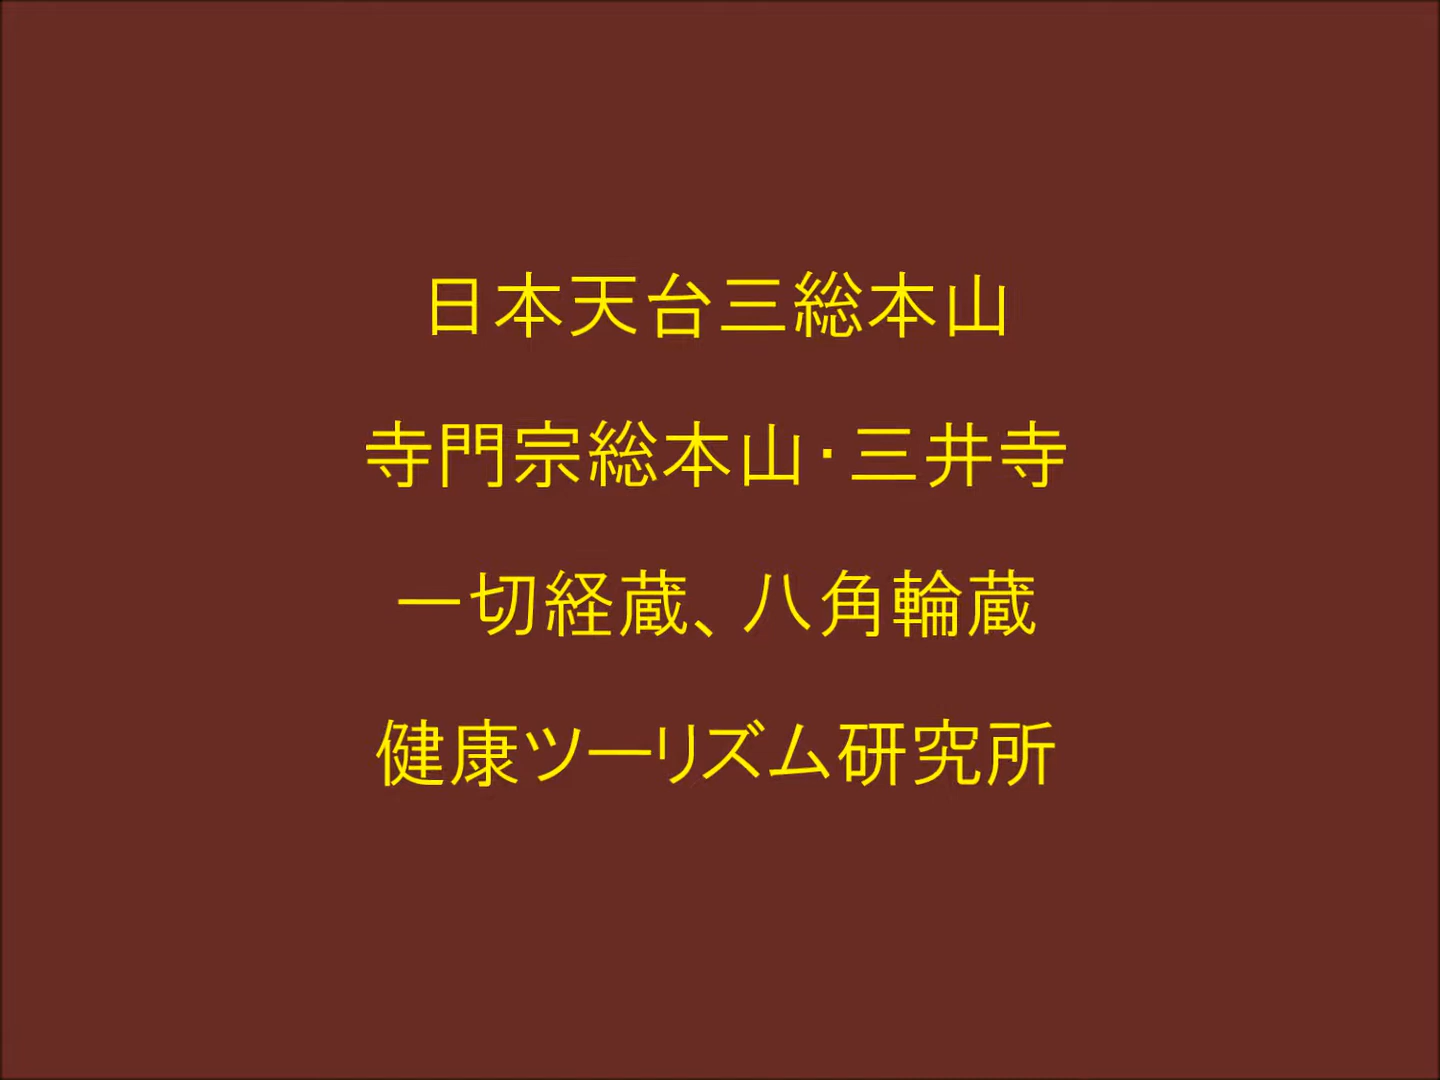 日本天台三総本山
寺門宗総本山・三井寺
一切経蔵、八角輪蔵
健康ツーリズム研究所